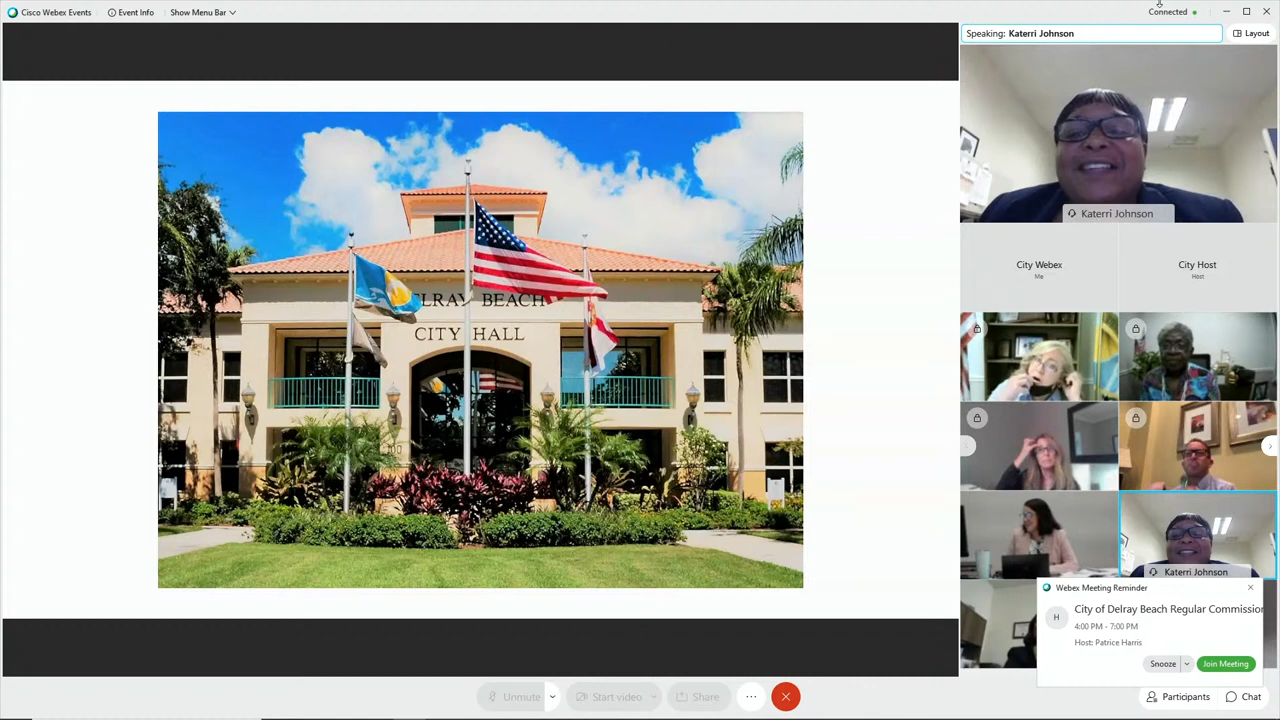 Cisco Webex Events
Event Info
Show Menu Bar
Connected
Speaking: Katerri Johnson
Layout
Katerri Johnson
City Webex
Me
City Host
Host
ELRAY BEACH
CITY HALL
100
Katerri Johnson
Webex Meeting Reminder
H
City of Delray Beach Regular Commission
4:00 PM - 7:00 PM
Host: Patrice Harris
Snooze
Join Meeting
Unmute
Start video
Share
Participants
Chat